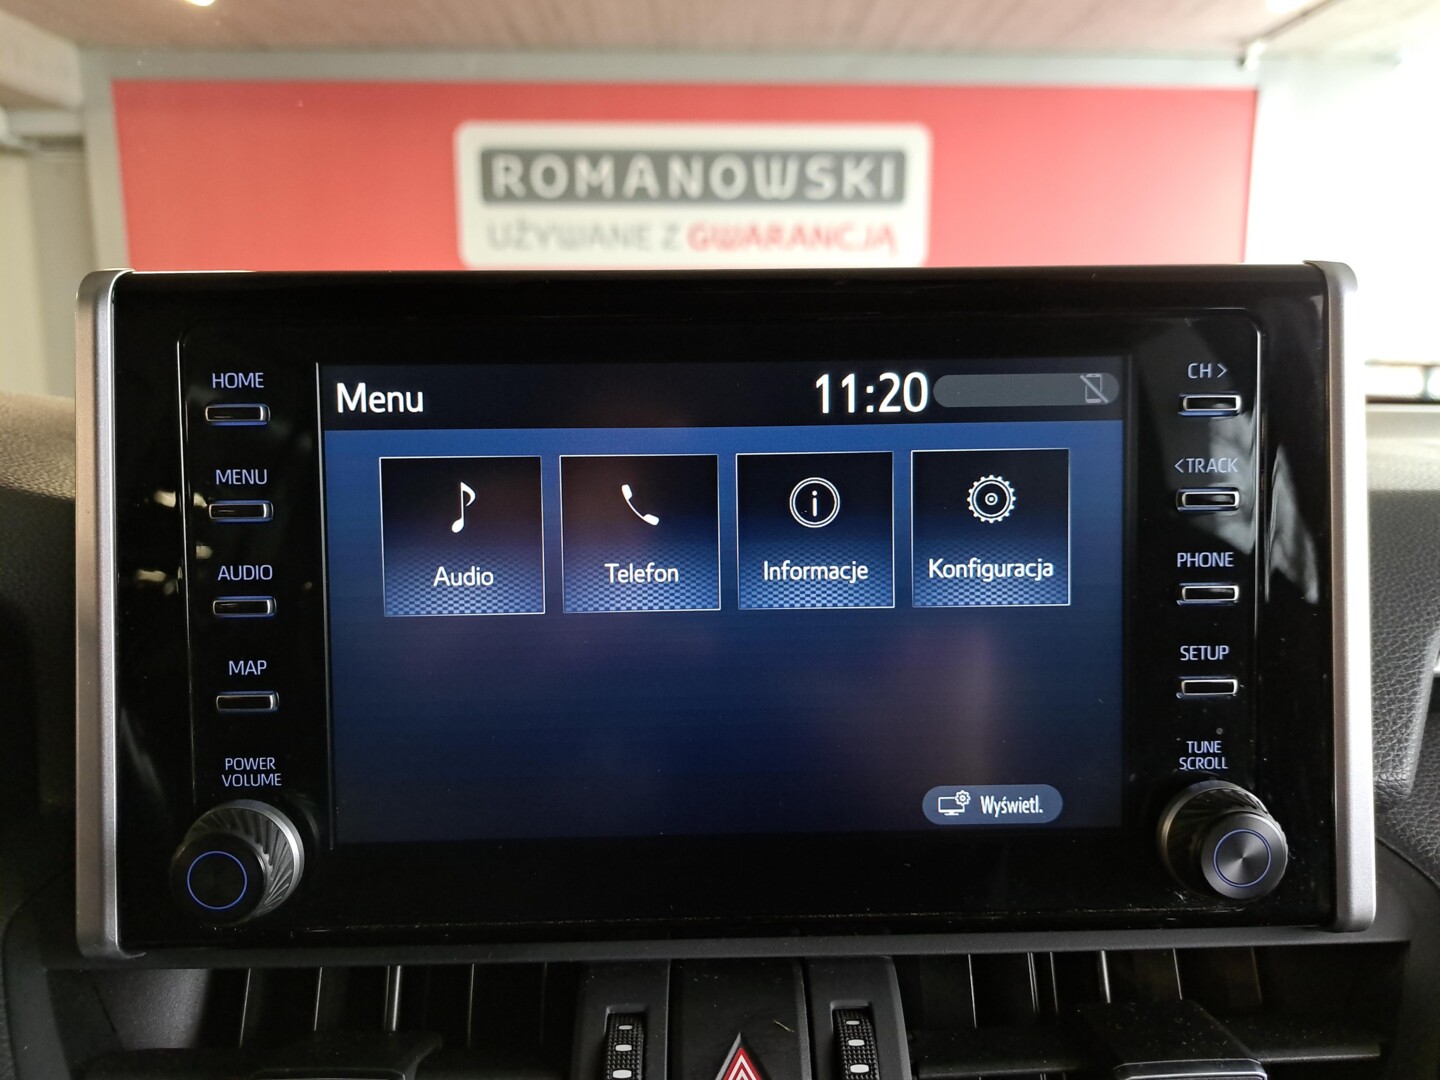 ROMANOWSKI
UŻYWANE Z GWARANCJĄ
HOME
MENU
AUDIO
MAP
POWER
VOLUME
Menu
11:20
Audio
Telefon
Informacje
Konfiguracja
Wyświetl.
CH >
< TRACK
PHONE
SETUP
TUNE
SCROLL